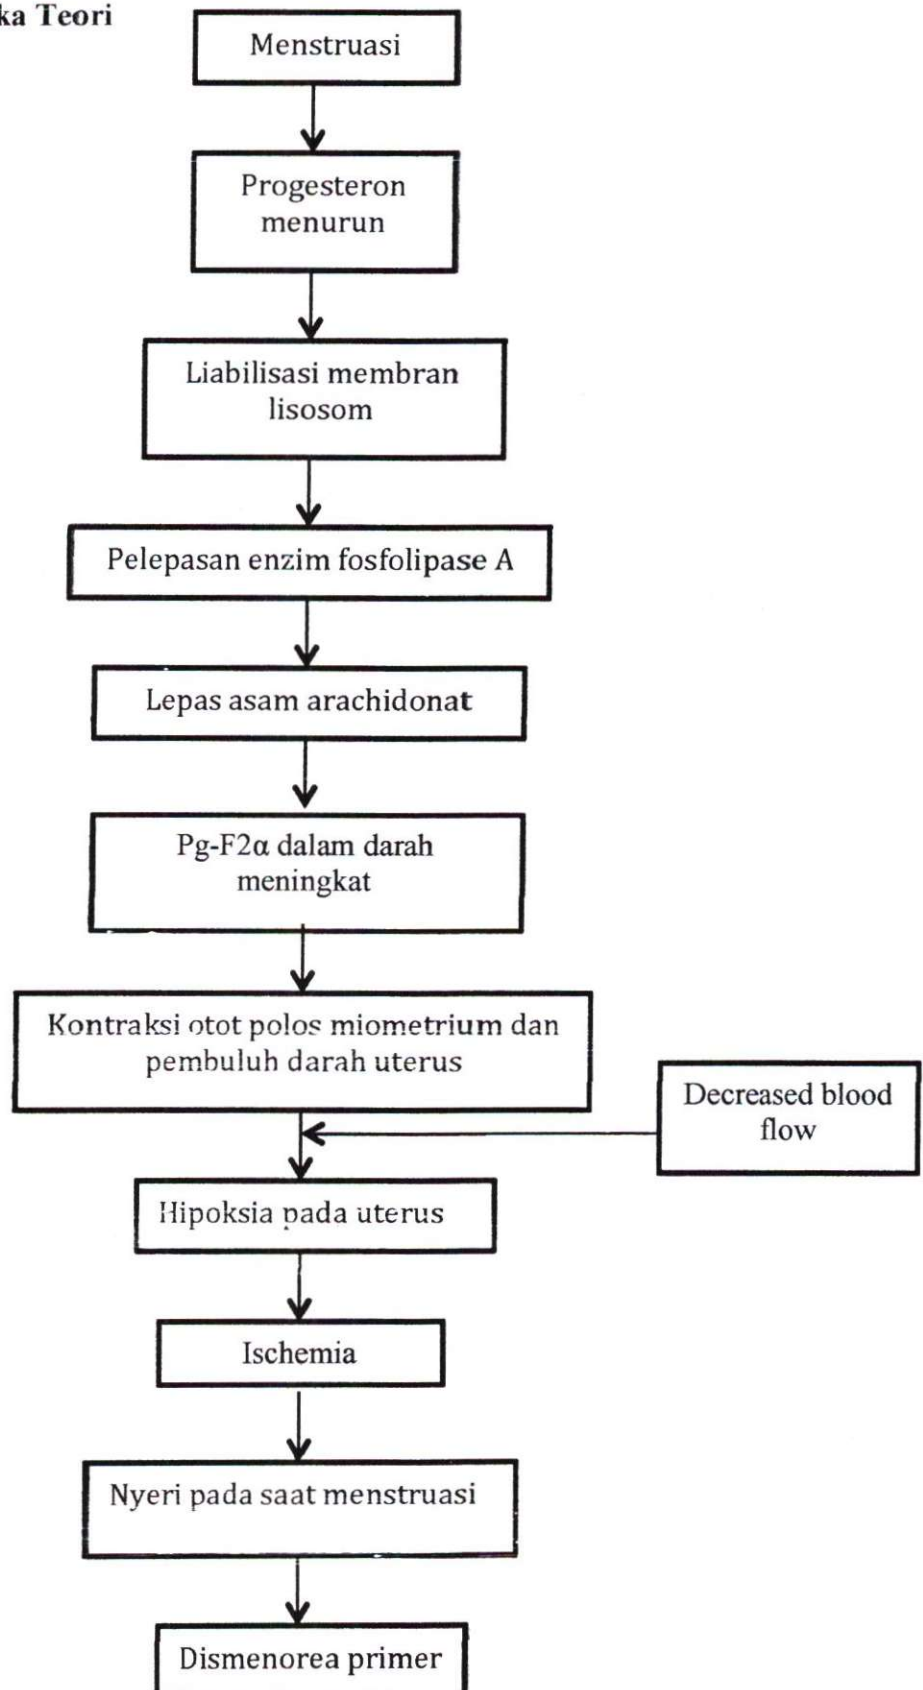 ka Teori
Menstruasi
Progesteron
menurun
Liabilisasi membran
lisosom
Pelepasan enzim fosfolipase A
Lepas asam arachidonat
Pg-F2α dalam darah
meningkat
Kontraksi otot polos miometrium dan
pembuluh darah uterus
Decreased blood
flow
Hipoksia pada uterus
Ischemia
Nyeri pada saat menstruasi
Dismenorea primer